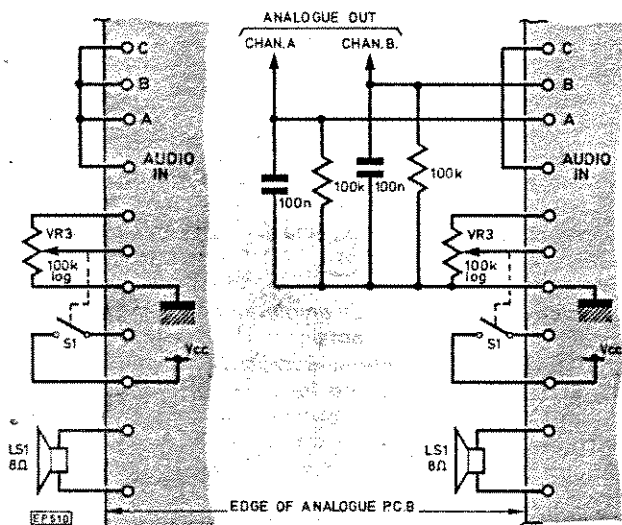 ANALOGUE OUT
CHAN.A
CHAN.B.
C
B
A
AUDIO
IN
VR3
100k
log
S1
Vcc
LS1
8Ω
100n
100k
100n
100k
C
B
A
AUDIO
IN
VR3
100k
log
S1
Vcc
LS1
8Ω
EP510
EDGE OF ANALOGUE P.C.B